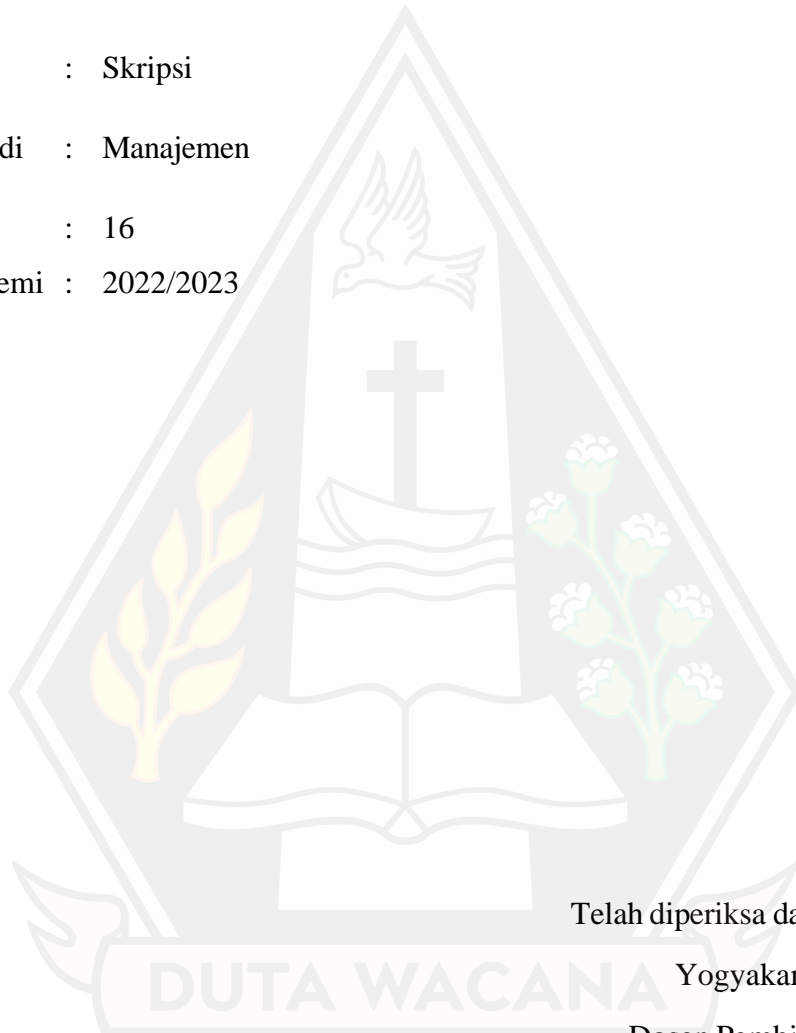 : Skripsi
di : Manajemen
: 16
emi : 2022/2023
Telah diperiksa da
Yogyakar
DUTA WACANA